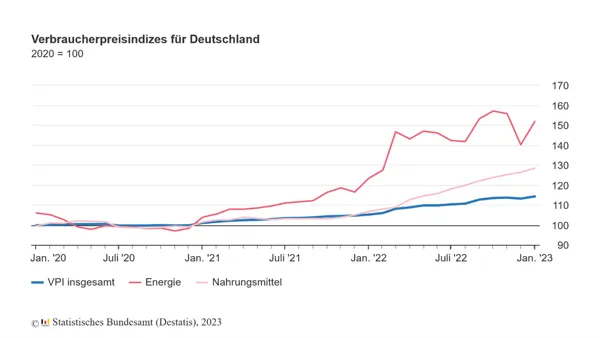 Verbraucherpreisindizes für Deutschland
2020 = 100
170
160
150
140
130
120
110
100
90
Jan. '20 Juli '20 Jan. '21 Juli '21 Jan. '22 Juli '22 Jan. '23
VPI insgesamt Energie Nahrungsmittel
© Statistisches Bundesamt (Destatis), 2023